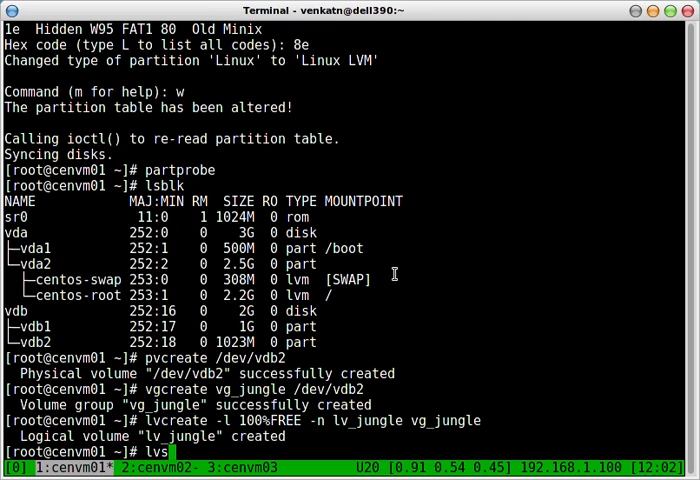 Terminal - venkatn@dell390:~
1e  Hidden W95 FAT1 80  Old Minix
Hex code (type L to list all codes): 8e
Changed type of partition 'Linux' to 'Linux LVM'
Command (m for help): w
The partition table has been altered!
Calling ioctl() to re-read partition table.
Syncing disks.
[root@cenvm01 ~]# partprobe
[root@cenvm01 ~]# lsblk
NAME            MAJ:MIN RM  SIZE RO TYPE MOUNTPOINT
sr0              11:0    1 1024M  0 rom
vda             252:0    0    3G  0 disk
├─vda1          252:1    0  500M  0 part /boot
└─vda2          252:2    0  2.5G  0 part
  ├─centos-swap 253:0    0  308M  0 lvm  [SWAP]
  └─centos-root 253:1    0  2.2G  0 lvm  /
vdb             252:16   0    2G  0 disk
├─vdb1          252:17   0    1G  0 part
└─vdb2          252:18   0 1023M  0 part
[root@cenvm01 ~]# pvcreate /dev/vdb2
  Physical volume "/dev/vdb2" successfully created
[root@cenvm01 ~]# vgcreate vg_jungle /dev/vdb2
  Volume group "vg_jungle" successfully created
[root@cenvm01 ~]# lvcreate -l 100%FREE -n lv_jungle vg_jungle
  Logical volume "lv_jungle" created
[root@cenvm01 ~]# lvs
[0] 1:cenvm01* 2:cenvm02- 3:cenvm03 U20 [0.91 0.54 0.45] 192.168.1.100 [12:02]